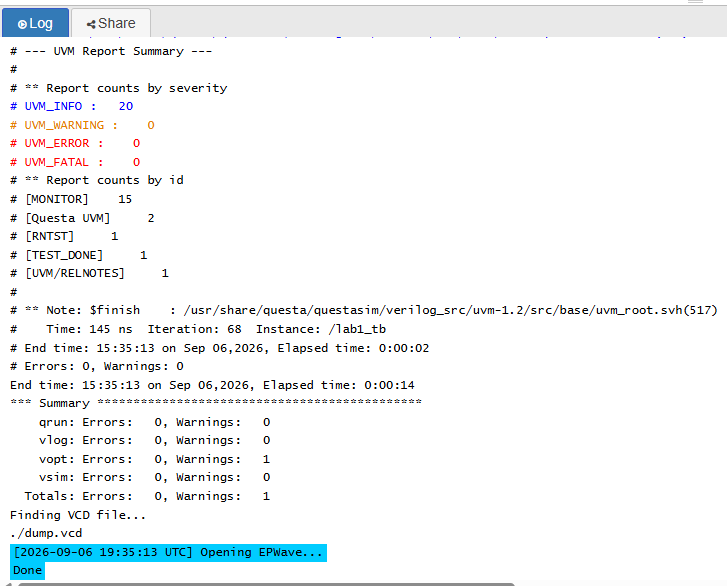 Log
Share
# --- UVM Report Summary ---
#
# ** Report counts by severity
# UVM_INFO :   20
# UVM_WARNING :    0
# UVM_ERROR :    0
# UVM_FATAL :    0
# ** Report counts by id
# [MONITOR]    15
# [Questa UVM]     2
# [RNTST]     1
# [TEST_DONE]     1
# [UVM/RELNOTES]     1
#
# ** Note: $finish    : /usr/share/questa/questasim/verilog_src/uvm-1.2/src/base/uvm_root.svh(517)
#    Time: 145 ns  Iteration: 68  Instance: /lab1_tb
# End time: 15:35:13 on Sep 06,2026, Elapsed time: 0:00:02
# Errors: 0, Warnings: 0
End time: 15:35:13 on Sep 06,2026, Elapsed time: 0:00:14
*** Summary *********************************************
    qrun: Errors:   0, Warnings:   0
    vlog: Errors:   0, Warnings:   0
    vopt: Errors:   0, Warnings:   1
    vsim: Errors:   0, Warnings:   0
  Totals: Errors:   0, Warnings:   1
Finding VCD file...
./dump.vcd
[2026-09-06 19:35:13 UTC] Opening EPWave...
Done